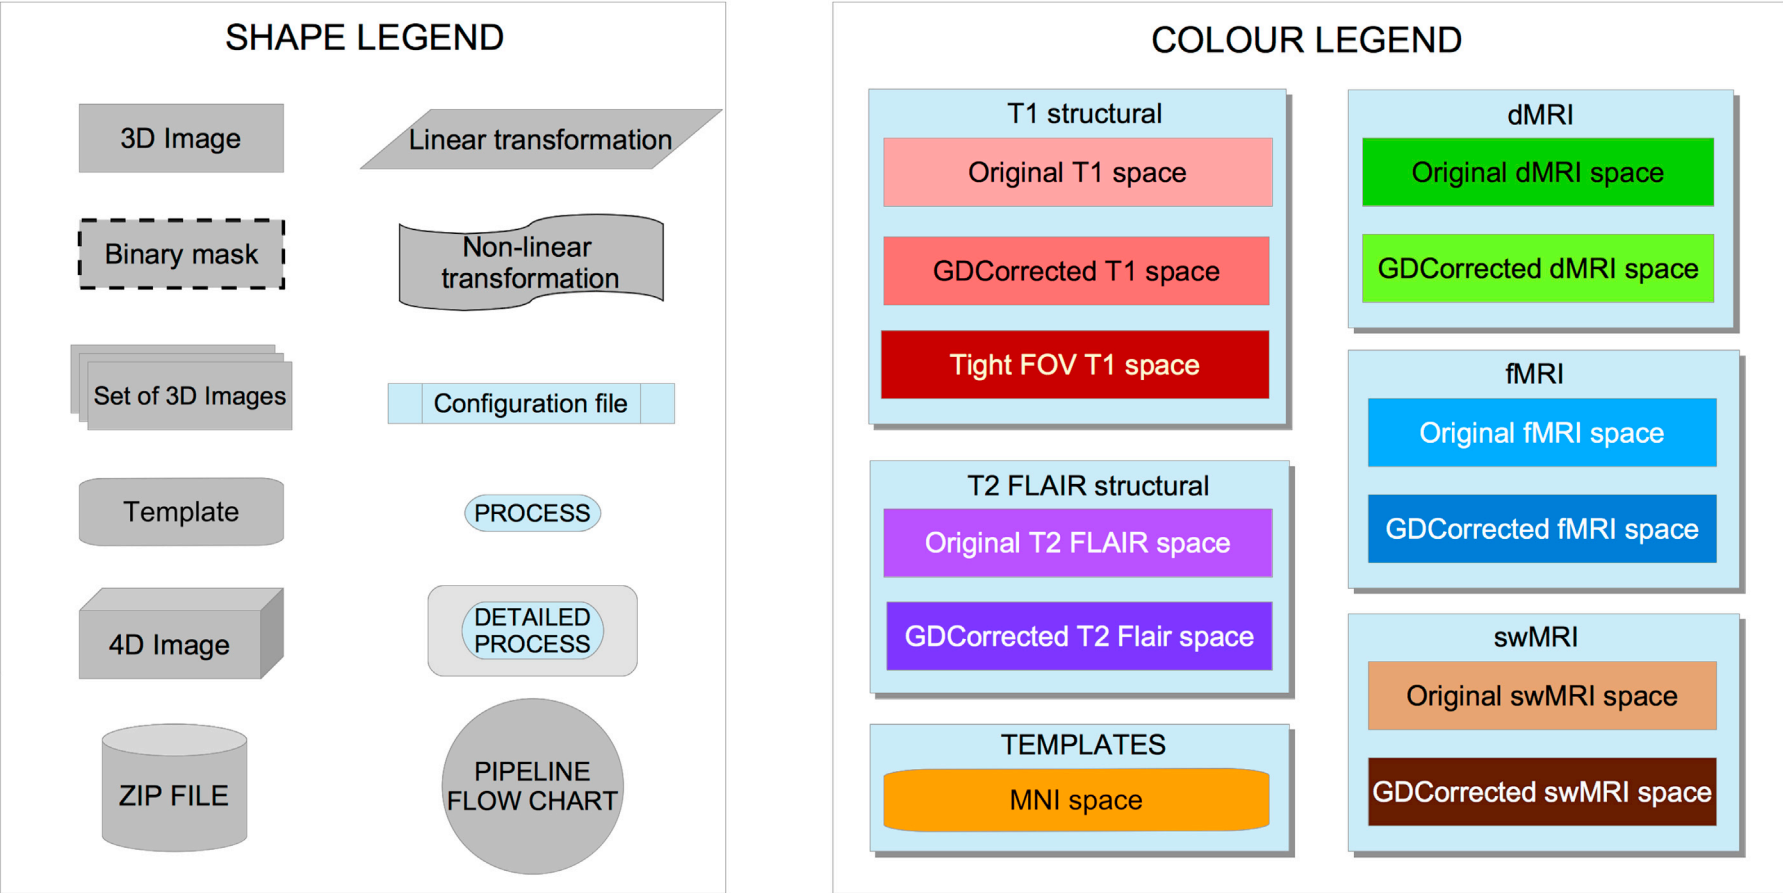 SHAPE LEGEND
3D Image
Linear transformation
Binary mask
Non-linear
transformation
Set of 3D Images
Configuration file
Template
PROCESS
4D Image
DETAILED
PROCESS
ZIP FILE
PIPELINE
FLOW CHART
COLOUR LEGEND
T1 structural
Original T1 space
GDCorrected T1 space
Tight FOV T1 space
T2 FLAIR structural
Original T2 FLAIR space
GDCorrected T2 Flair space
TEMPLATES
MNI space
dMRI
Original dMRI space
GDCorrected dMRI space
fMRI
Original fMRI space
GDCorrected fMRI space
swMRI
Original swMRI space
GDCorrected swMRI space